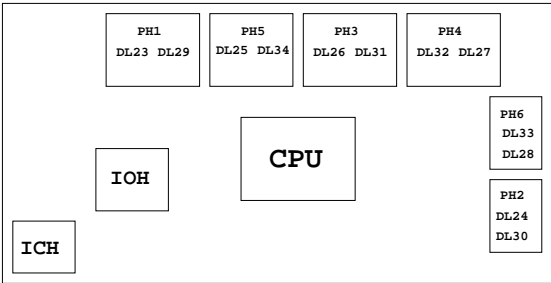 PH1
DL23 DL29
PH5
DL25 DL34
PH3
DL26 DL31
PH4
DL32 DL27
PH6
DL33
DL28
CPU
IOH
PH2
DL24
DL30
ICH